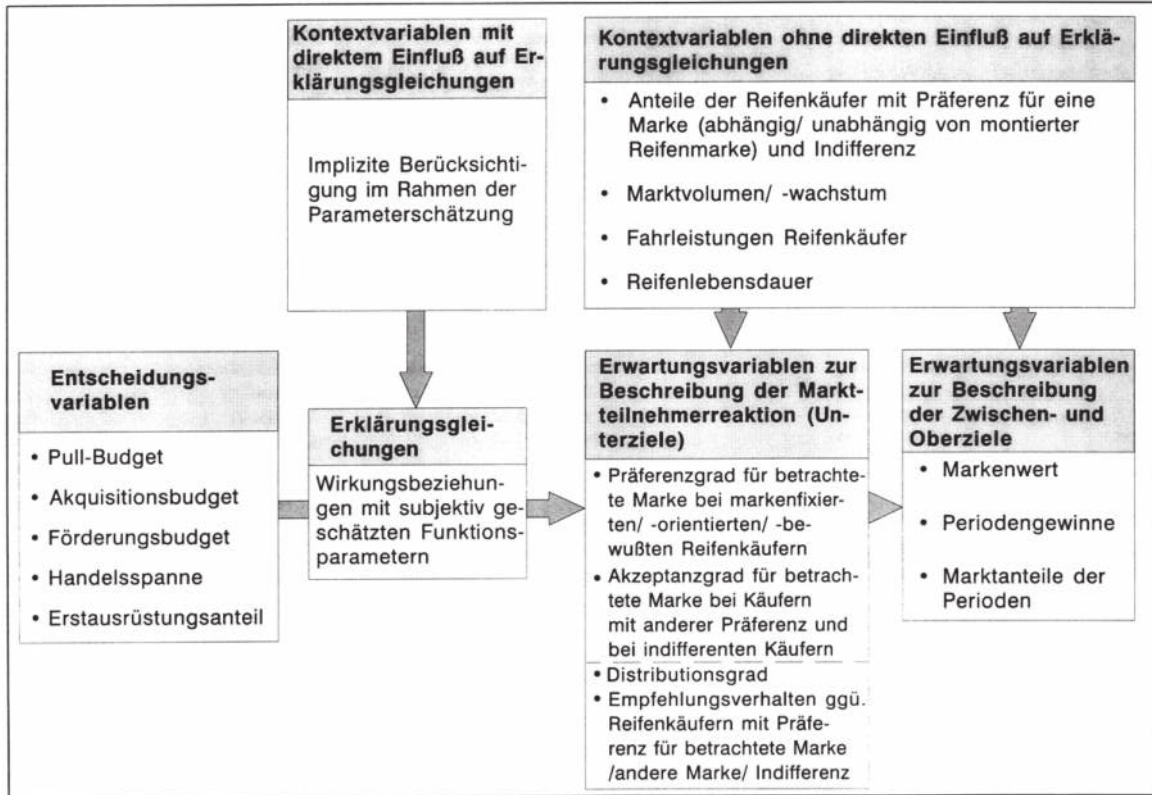 Kontextvariablen mit
direktem Einfluß auf Er-
klärungsgleichungen
Implizite Berücksichti-
gung im Rahmen der
Parameterschätzung
Kontextvariablen ohne direkten Einfluß auf Erklä-
rungsgleichungen
• Anteile der Reifenkäufer mit Präferenz für eine
Marke (abhängig/ unabhängig von montierter
Reifenmarke) und Indifferenz
• Marktvolumen/ -wachstum
• Fahrleistungen Reifenkäufer
• Reifenlebensdauer
Entscheidungs-
variablen
• Pull-Budget
• Akquisitionsbudget
• Förderungsbudget
• Handelsspanne
• Erstausrüstungsanteil
Erklärungsglei-
chungen
Wirkungsbeziehun-
gen mit subjektiv ge-
schätzten Funktions-
parametern
Erwartungsvariablen zur
Beschreibung der Markt-
teilnehmerreaktion (Un-
terziele)
• Präferenzgrad für betrachte-
te Marke bei markenfixier-
ten/ -orientierten/ -be-
wußten Reifenkäufern
• Akzeptanzgrad für betrach-
tete Marke bei Käufern
mit anderer Präferenz und
bei indifferenten Käufern
• Distributionsgrad
• Empfehlungsverhalten ggü.
Reifenkäufern mit Präfe-
renz für betrachtete Marke
/andere Marke/ Indifferenz
Erwartungsvariablen
zur Beschreibung
der Zwischen- und
Oberziele
• Markenwert
• Periodengewinne
• Marktanteile der
Perioden